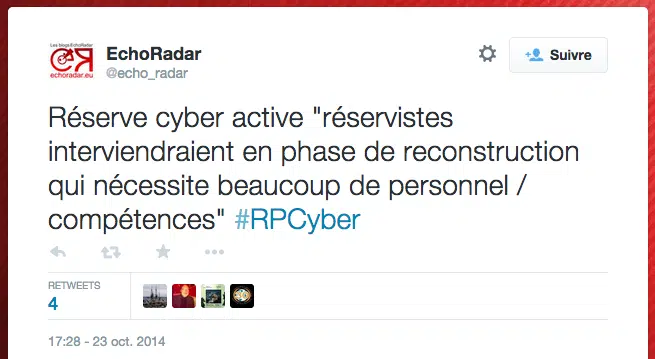 Les blogs EchoRadar
echoradar.eu
EchoRadar
@echo_radar
Suivre
Réserve cyber active "réservistes
interviendraient en phase de reconstruction
qui nécessite beaucoup de personnel /
compétences" #RPCyber
RETWEETS
4
17:28 - 23 oct. 2014